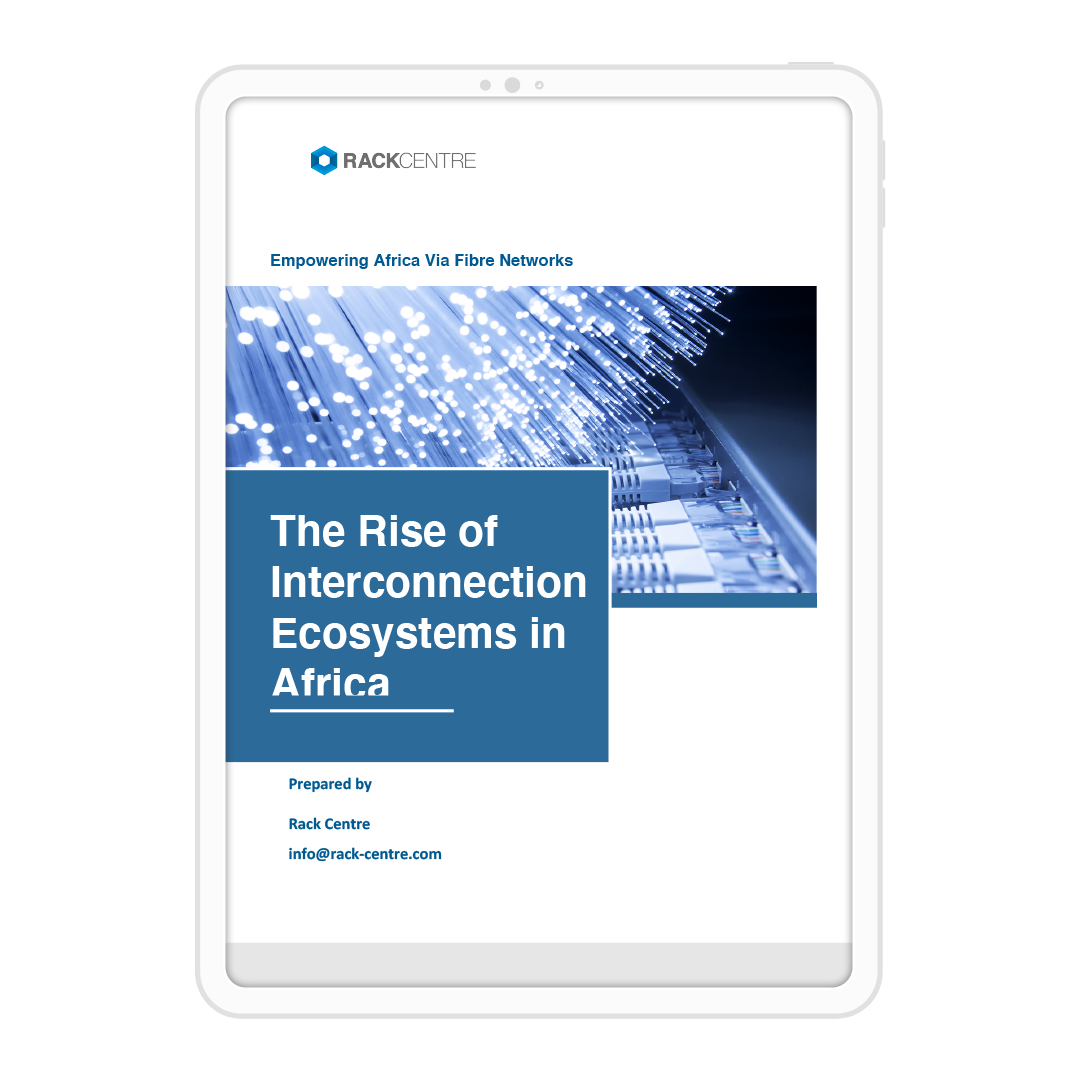 RACKCENTRE
Empowering Africa Via Fibre Networks
The Rise of
Interconnection
Ecosystems in
Africa
Prepared by
Rack Centre
info@rack-centre.com